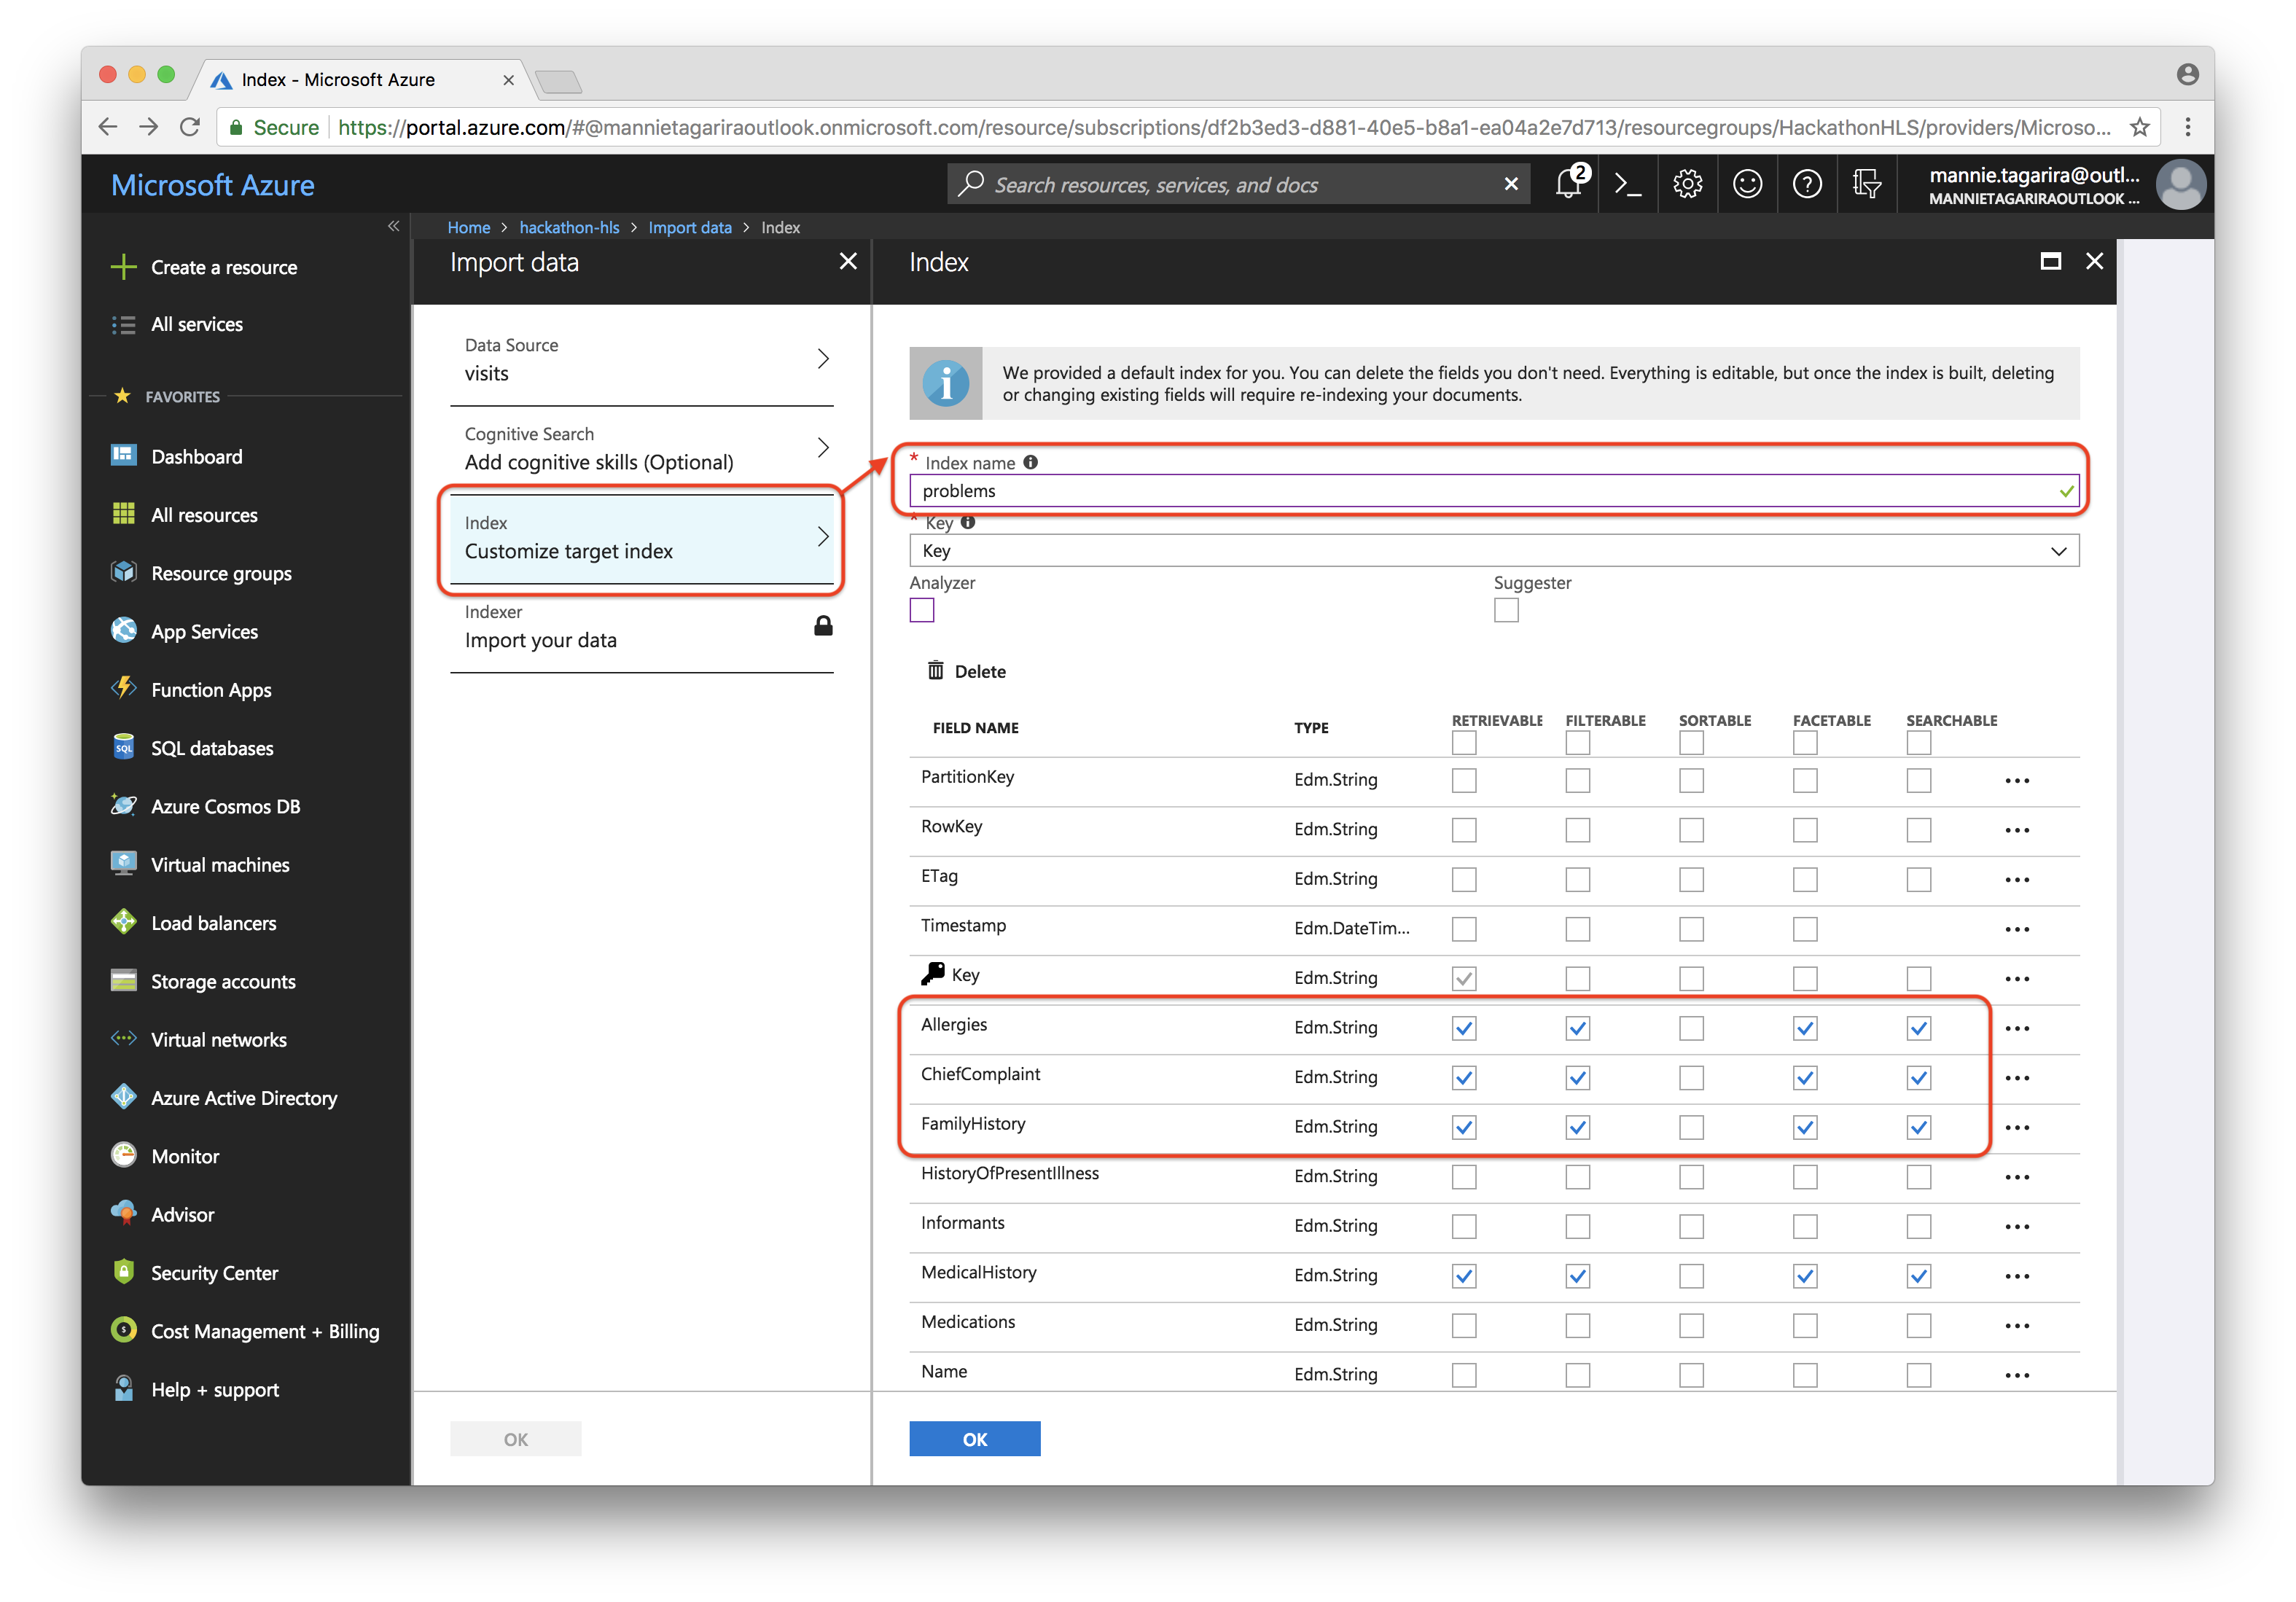 Index - Microsoft Azure
Secure
https://portal.azure.com/#@mannietagariraoutlook.onmicrosoft.com/resource/subscriptions/df2b3ed3-d881-40e5-b8a1-ea04a2e7d713/resourcegroups/HackathonHLS/providers/Microso...
Microsoft Azure
Search resources, services, and docs
2
mannie.tagarira@outl...
MANNIETAGARIRAOUTLOOK ...
Home > hackathon-hls > Import data > Index
Create a resource
All services
FAVORITES
Dashboard
All resources
Resource groups
App Services
Function Apps
SQL
SQL databases
Azure Cosmos DB
Virtual machines
Load balancers
Storage accounts
Virtual networks
Azure Active Directory
Monitor
Advisor
Security Center
Cost Management + Billing
Help + support
Import data
Data Source
visits
Cognitive Search
Add cognitive skills (Optional)
Index
Customize target index
Indexer
Import your data
OK
Index
We provided a default index for you. You can delete the fields you don't need. Everything is editable, but once the index is built, deleting
or changing existing fields will require re-indexing your documents.
* Index name
problems
* Key
Key
Analyzer Suggester
Delete
FIELD NAME TYPE RETRIEVABLE FILTERABLE SORTABLE FACETABLE SEARCHABLE
PartitionKey Edm.String ...
RowKey Edm.String ...
ETag Edm.String ...
Timestamp Edm.DateTim... ...
Key Edm.String ...
Allergies Edm.String ...
ChiefComplaint Edm.String ...
FamilyHistory Edm.String ...
HistoryOfPresentIllness Edm.String ...
Informants Edm.String ...
MedicalHistory Edm.String ...
Medications Edm.String ...
Name Edm.String ...
OK